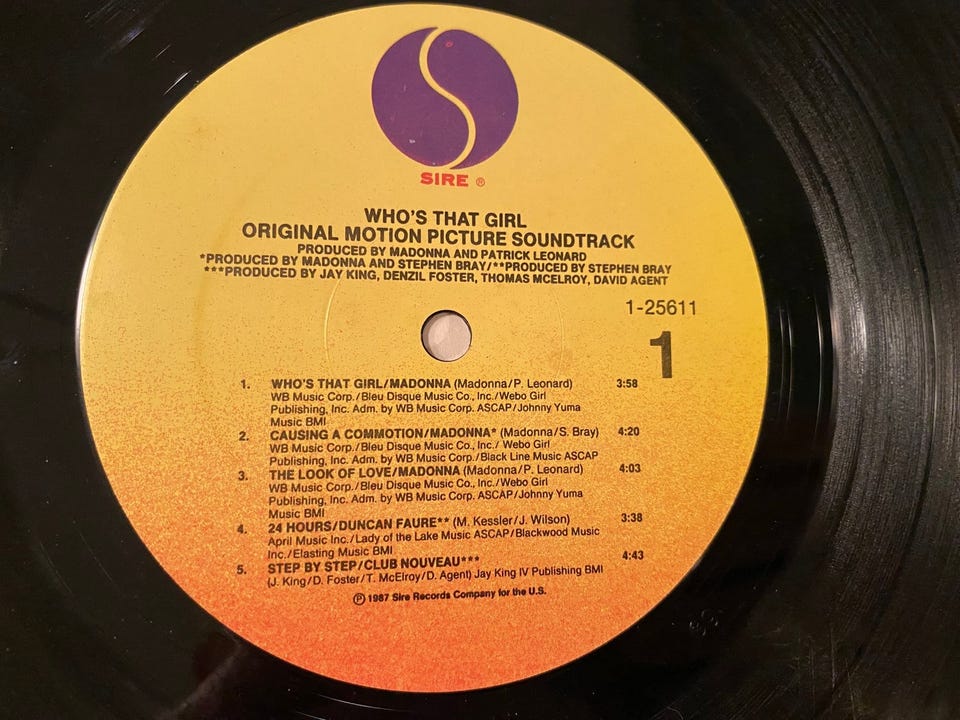 SIRE ®
WHO'S THAT GIRL
ORIGINAL MOTION PICTURE SOUNDTRACK
PRODUCED BY MADONNA AND PATRICK LEONARD
*PRODUCED BY MADONNA AND STEPHEN BRAY/**PRODUCED BY STEPHEN BRAY
***PRODUCED BY JAY KING, DENZIL FOSTER, THOMAS MCELROY, DAVID AGENT
1-25611
1
1. WHO'S THAT GIRL/MADONNA (Madonna/P. Leonard) 3:58
WB Music Corp./Bleu Disque Music Co., Inc./Webo Girl
Publishing, Inc. Adm. by WB Music Corp. ASCAP/Johnny Yuma
Music BMI
2. CAUSING A COMMOTION/MADONNA* (Madonna/S. Bray) 4:20
WB Music Corp./Bleu Disque Music Co., Inc./ Webo Girl
Publishing, Inc. Adm. by WB Music Corp./Black Line Music ASCAP
3. THE LOOK OF LOVE/MADONNA (Madonna/P. Leonard) 4:03
WB Music Corp./Bleu Disque Music Co., Inc./Webo Girl
Publishing, Inc. Adm. by WB Music Corp. ASCAP/Johnny Yuma
Music BMI
4. 24 HOURS/DUNCAN FAURE** (M. Kessler/J. Wilson) 3:38
April Music Inc./Lady of the Lake Music ASCAP/Blackwood Music
Inc./Elasting Music BMI
5. STEP BY STEP/CLUB NOUVEAU*** 4:43
(J. King/D. Foster/T. McElroy/D. Agent) Jay King IV Publishing BMI
℗ 1987 Sire Records Company for the U.S.